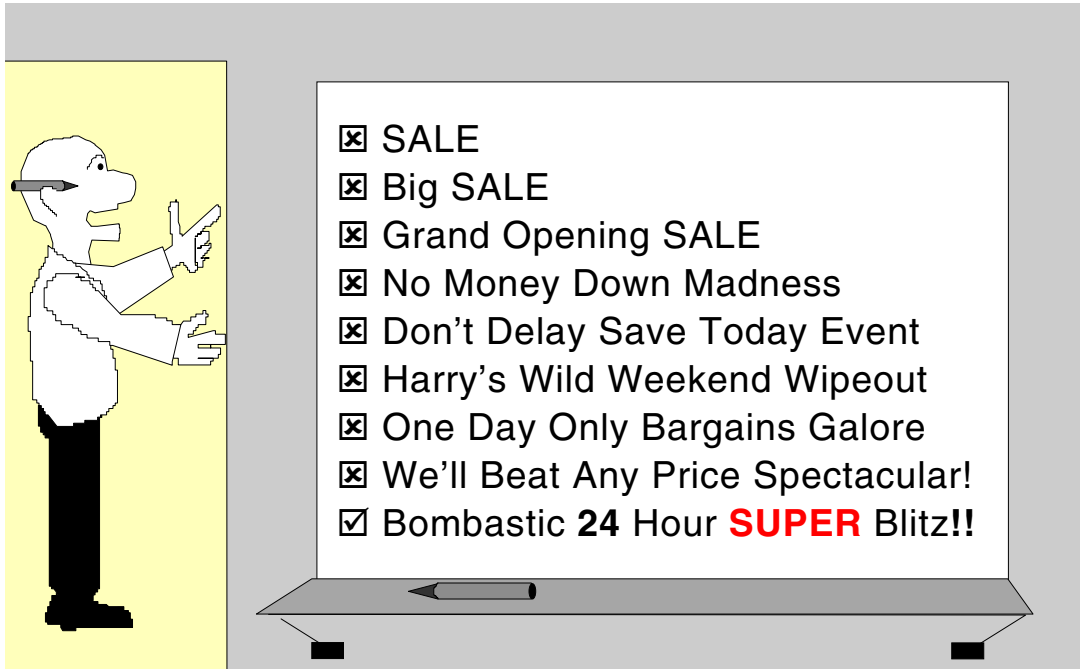 ☒ SALE
☒ Big SALE
☒ Grand Opening SALE
☒ No Money Down Madness
☒ Don’t Delay Save Today Event
☒ Harry’s Wild Weekend Wipeout
☒ One Day Only Bargains Galore
☒ We’ll Beat Any Price Spectacular!
☑ Bombastic 24 Hour SUPER Blitz!!